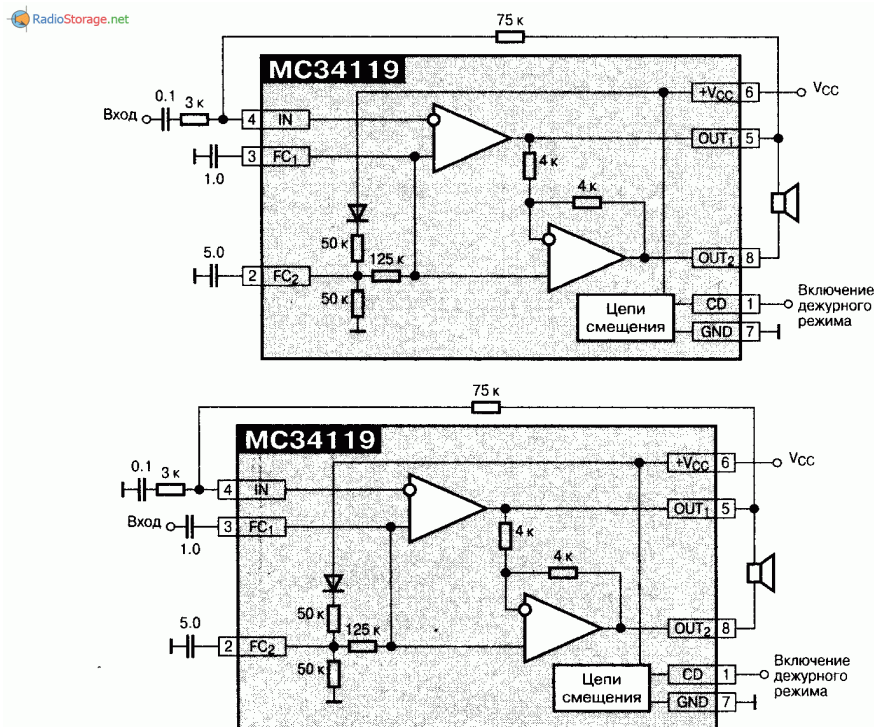 RadioStorage.net
75 к
MC34119
0.1
3 к
Вход
4 IN
3 FC1
1.0
5.0
2 FC2
50 к
125 к
50 к
4 к
4 к
Цепи
смещения
+VCC 6
VCC
OUT1 5
OUT2 8
CD 1
GND 7
Включение
дежурного
режима
75 к
MC34119
0.1
3 к
4 IN
Вход
3 FC1
1.0
5.0
2 FC2
50 к
125 к
50 к
4 к
4 к
Цепи
смещения
+VCC 6
VCC
OUT1 5
OUT2 8
CD 1
GND 7
Включение
дежурного
режима